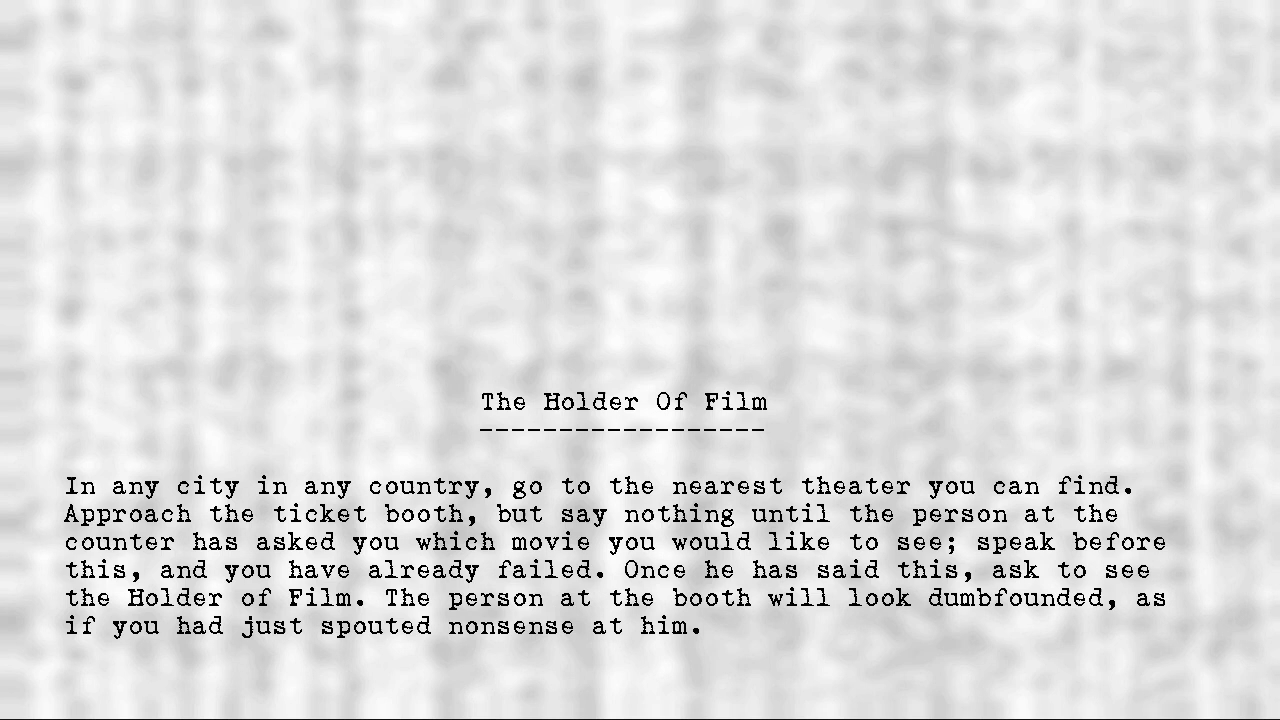 The Holder Of Film
------------------
In any city in any country, go to the nearest theater you can find.
Approach the ticket booth, but say nothing until the person at the
counter has asked you which movie you would like to see; speak before
this, and you have already failed. Once he has said this, ask to see
the Holder of Film. The person at the booth will look dumbfounded, as
if you had just spouted nonsense at him.